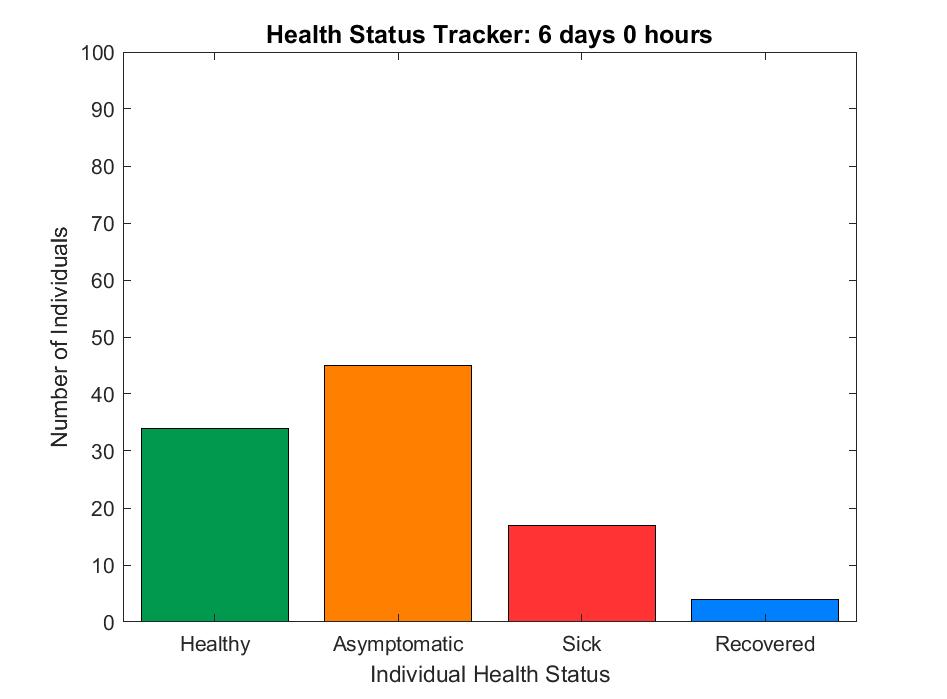 Health Status Tracker: 6 days 0 hours
100
90
80
70
60
50
40
30
20
10
0
Number of Individuals
Healthy Asymptomatic Sick Recovered
Individual Health Status